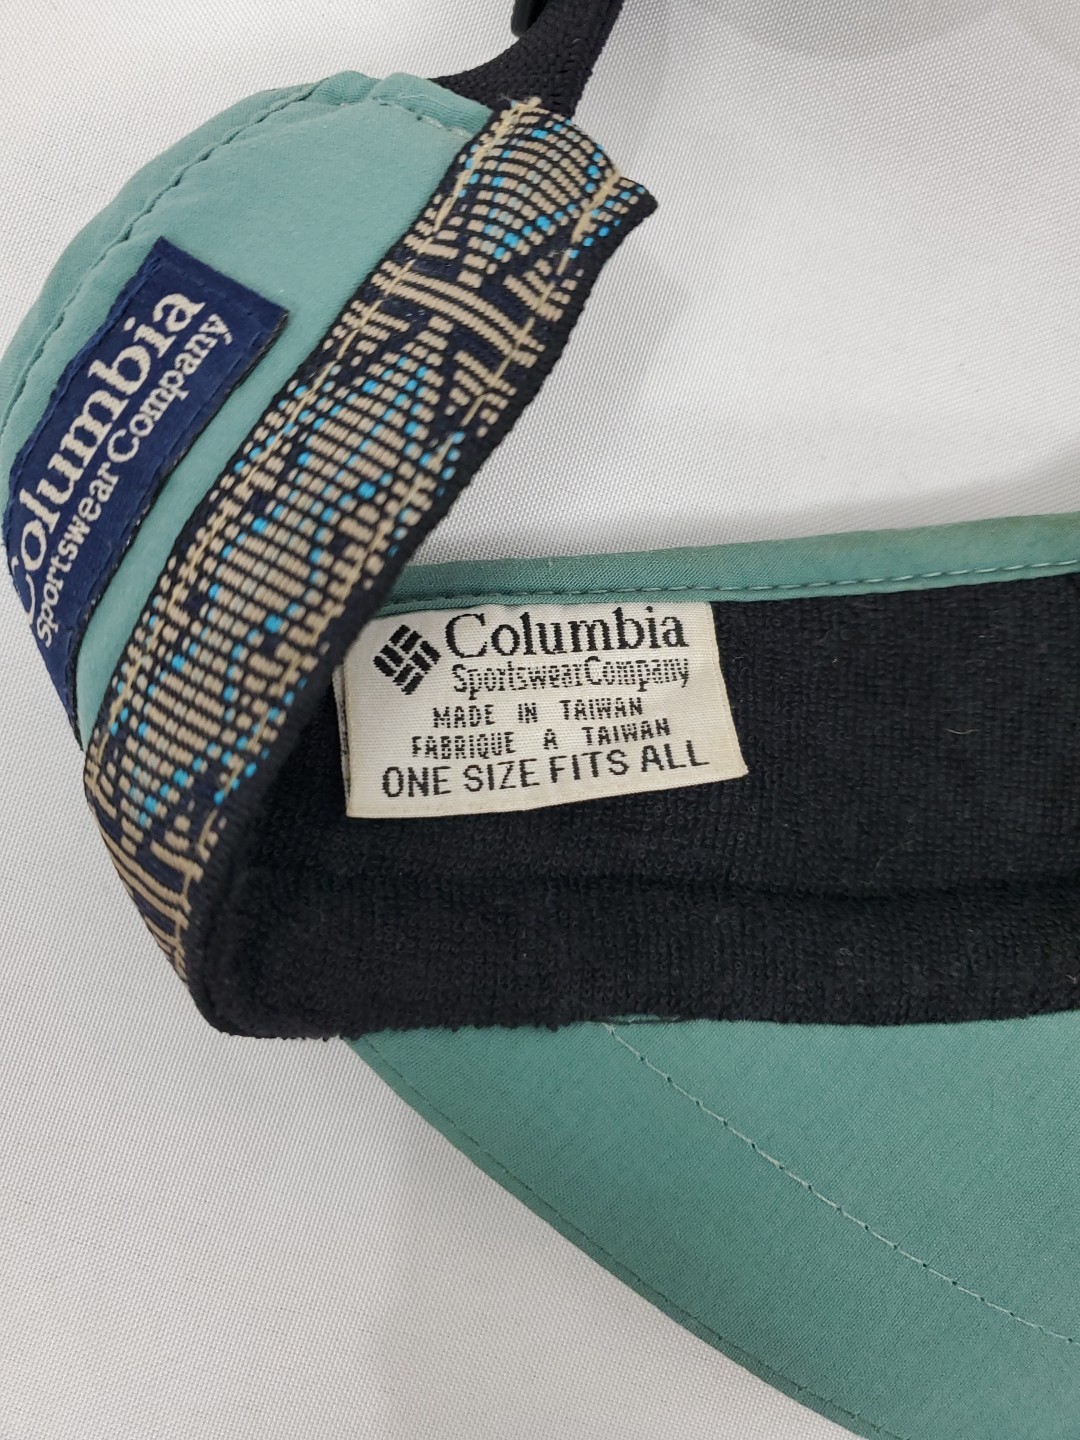 Columbia
Sportswear Company
Columbia
Sportswear Company
MADE IN TAIWAN
FABRIQUE A TAIWAN
ONE SIZE FITS ALL